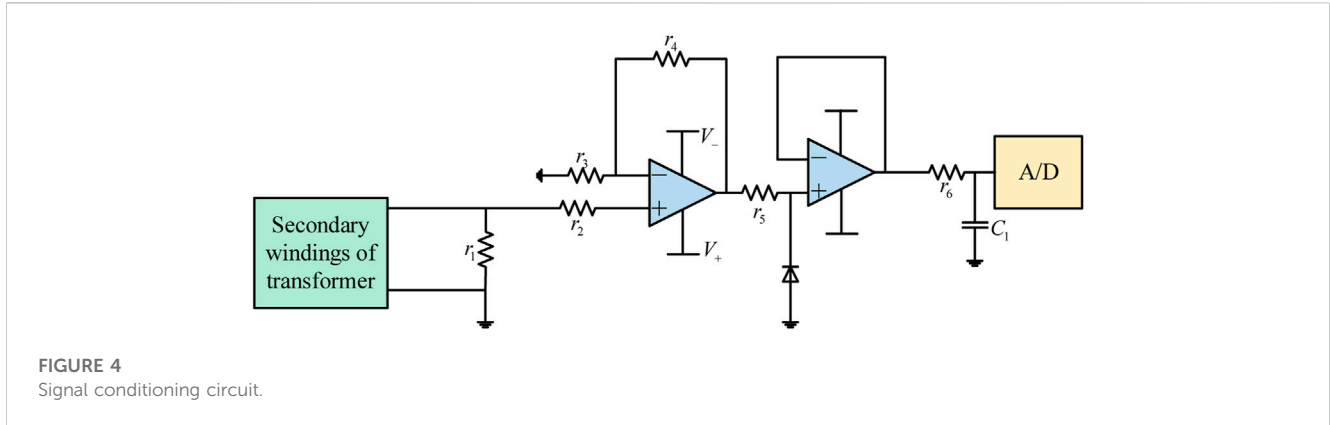 r4
V−
r3
− −
A/D
+ +
r6
r5
r2
Secondary
windings of
transformer
r1
V+
C1
FIGURE 4
Signal conditioning circuit.